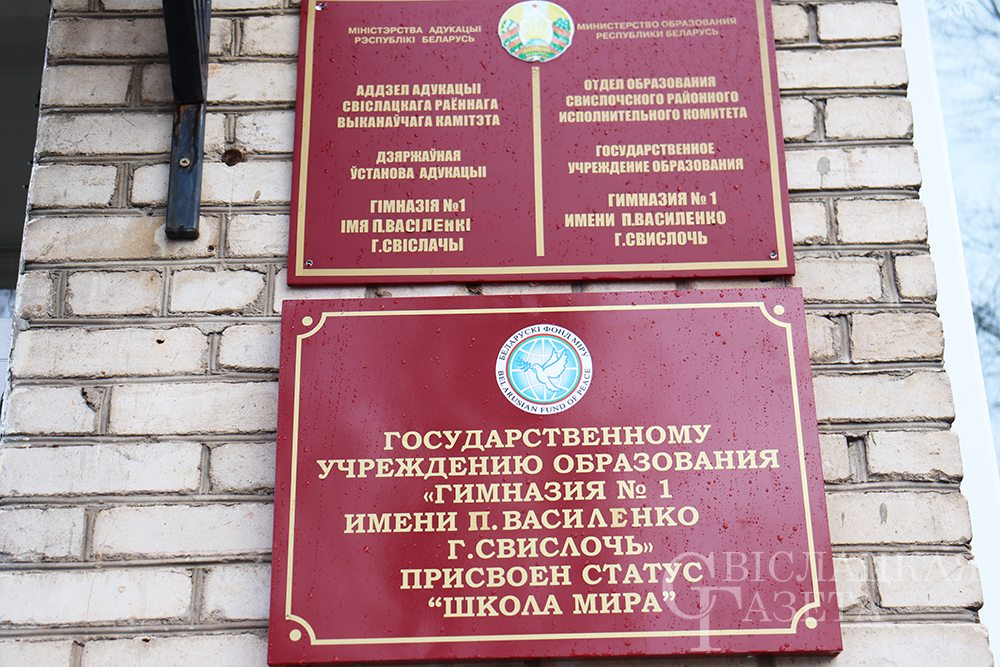 МІНІСТЭРСТВА АДУКАЦЫІ
РЭСПУБЛІКІ БЕЛАРУСЬ
АДДЗЕЛ АДУКАЦЫІ
СВІСЛАЦКАГА РАЁННАГА
ВЫКАНАЎЧАГА КАМІТЭТА
ДЗЯРЖАЎНАЯ
ЎСТАНОВА АДУКАЦЫІ
ГІМНАЗІЯ №1
ІМЯ П.ВАСІЛЕНКІ
Г.СВІСЛАЧЫ
МИНИСТЕРСТВО ОБРАЗОВАНИЯ
РЕСПУБЛИКИ БЕЛАРУСЬ
ОТДЕЛ ОБРАЗОВАНИЯ
СВИСЛОЧСКОГО РАЙОННОГО
ИСПОЛНИТЕЛЬНОГО КОМИТЕТА
ГОСУДАРСТВЕННОЕ
УЧРЕЖДЕНИЕ ОБРАЗОВАНИЯ
ГИМНАЗИЯ № 1
ИМЕНИ П.ВАСИЛЕНКО
Г.СВИСЛОЧЬ
БЕЛАРУСКІ ФОНД МІРУ
BELARUSIAN FUND OF PEACE
ГОСУДАРСТВЕННОМУ
УЧРЕЖДЕНИЮ ОБРАЗОВАНИЯ
«ГИМНАЗИЯ № 1
ИМЕНИ П.ВАСИЛЕНКО
Г.СВИСЛОЧЬ»
ПРИСВОЕН СТАТУС
“ШКОЛА МИРА”
СВІСЛАЦКАЯ
ГАЗЕТА